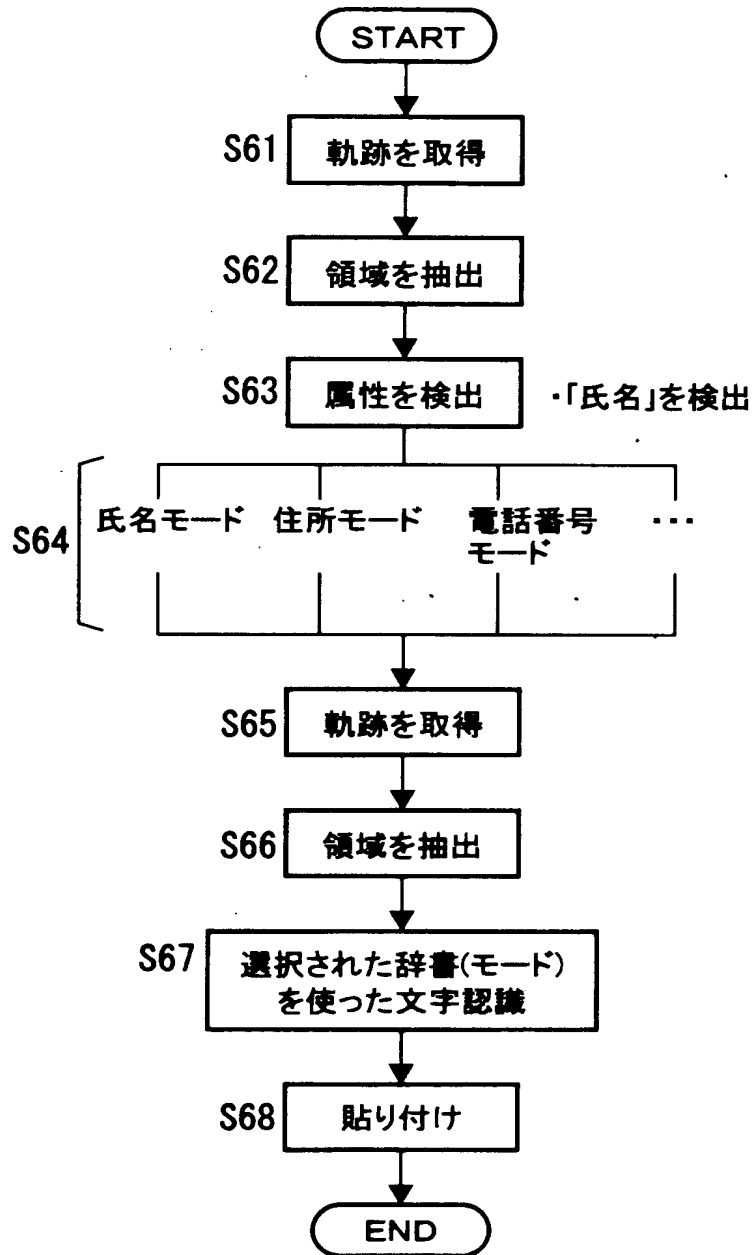 START
S61 軌跡を取得
S62 領域を抽出
S63 属性を検出 ・「氏名」を検出
S64 氏名モード 住所モード 電話番号 ・・・
モード
S65 軌跡を取得
S66 領域を抽出
S67 選択された辞書(モード)
を使った文字認識
S68 貼り付け
END